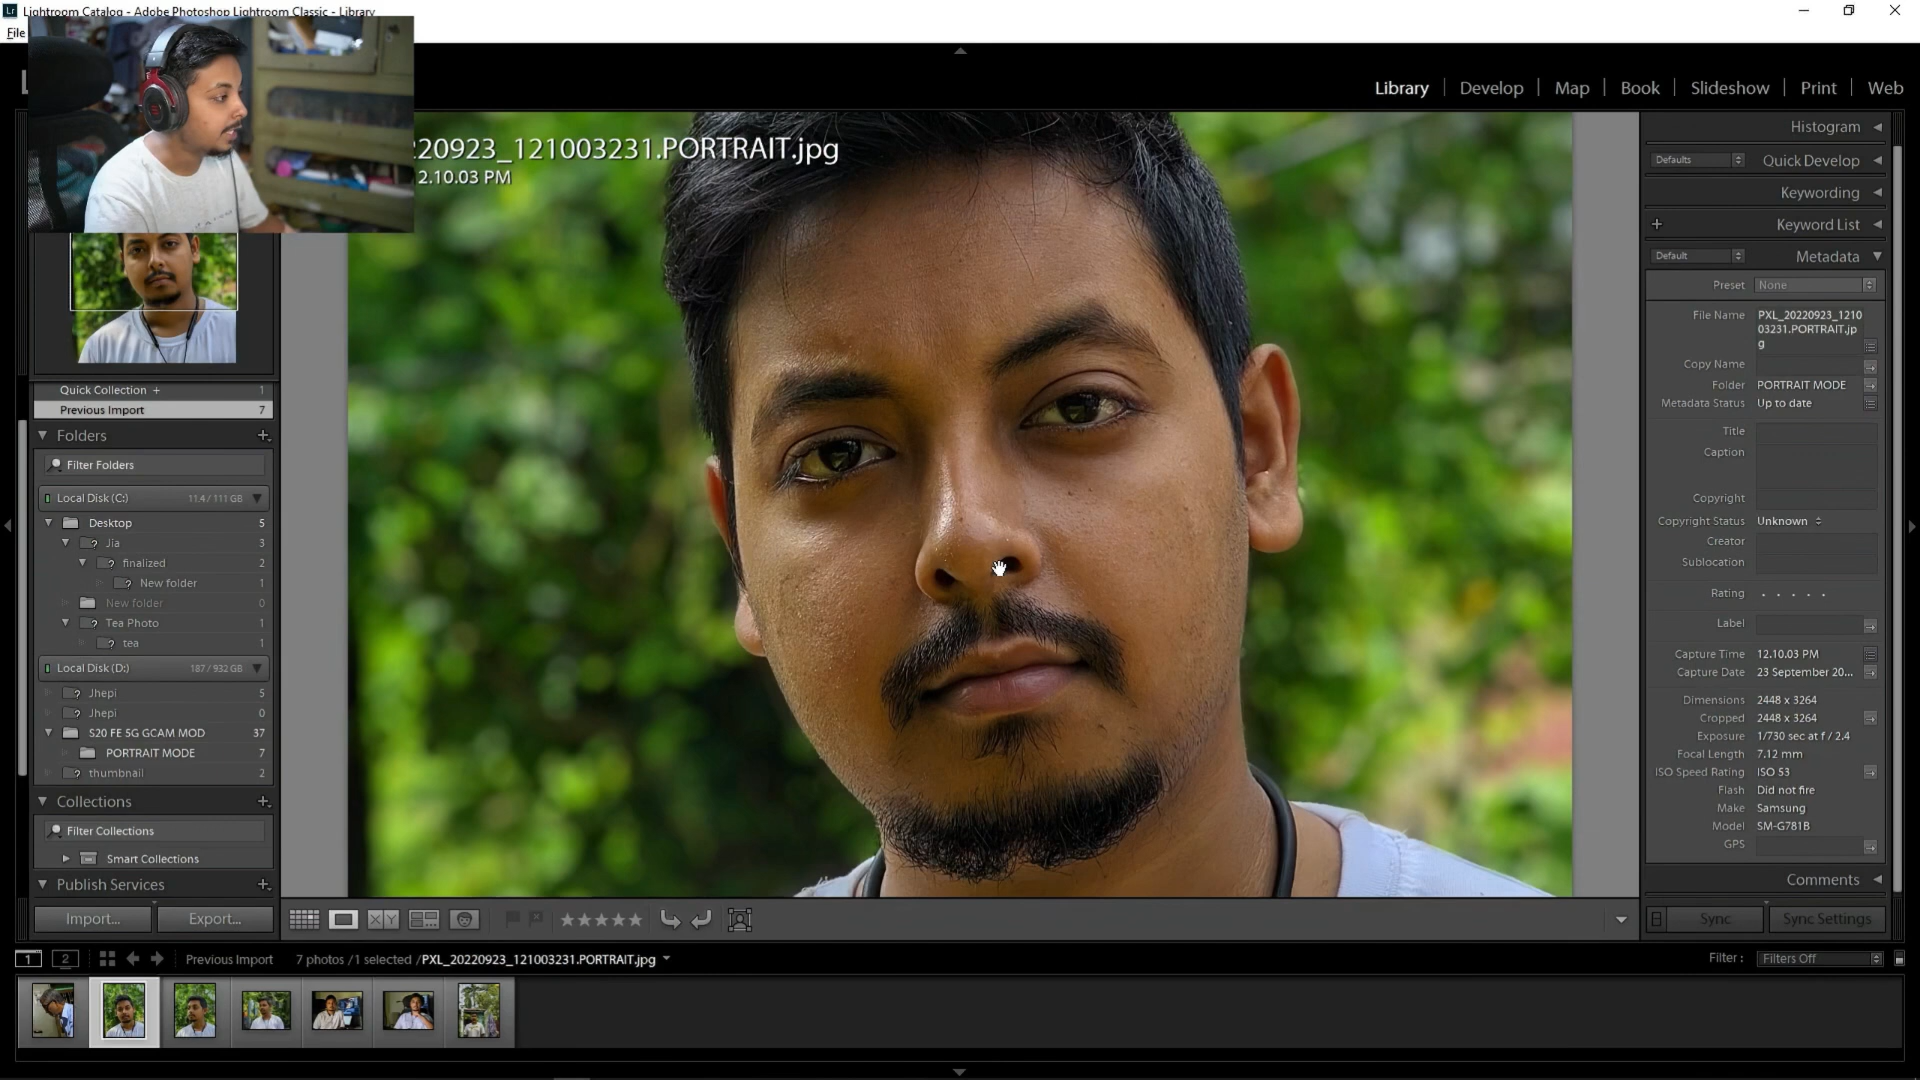 Lightroom Catalog - Adobe Photoshop Lightroom Classic - Library
File
Library
Develop
Map
Book
Slideshow
Print
Web
20923_121003231.PORTRAIT.jpg
2.10.03 PM
Quick Collection + 1
Previous Import 7
Folders
Filter Folders
Local Disk (C:) 11.4 / 111 GB
Desktop 5
Jia 3
finalized 2
New folder 1
New folder 0
Tea Photo 1
tea 1
Local Disk (D:) 187 / 932 GB
Jhepi 5
Jhepi 0
S20 FE 5G GCAM MOD 37
PORTRAIT MODE 7
thumbnail 2
Collections
Filter Collections
Smart Collections
Publish Services
Import...
Export...
Histogram
Defaults Quick Develop
Keywording
Keyword List
Default Metadata
Preset None
File Name PXL_20220923_1210
03231.PORTRAIT.jp
g
Copy Name
Folder PORTRAIT MODE
Metadata Status Up to date
Title
Caption
Copyright
Copyright Status Unknown
Creator
Sublocation
Rating
Label
Capture Time 12.10.03 PM
Capture Date 23 September 20...
Dimensions 2448 x 3264
Cropped 2448 x 3264
Exposure 1/730 sec at f / 2.4
Focal Length 7.12 mm
ISO Speed Rating ISO 53
Flash Did not fire
Make Samsung
Model SM-G781B
GPS
Comments
Sync
Sync Settings
XY
1 2 Previous Import 7 photos / 1 selected / PXL_20220923_121003231.PORTRAIT.jpg
Filter : Filters Off